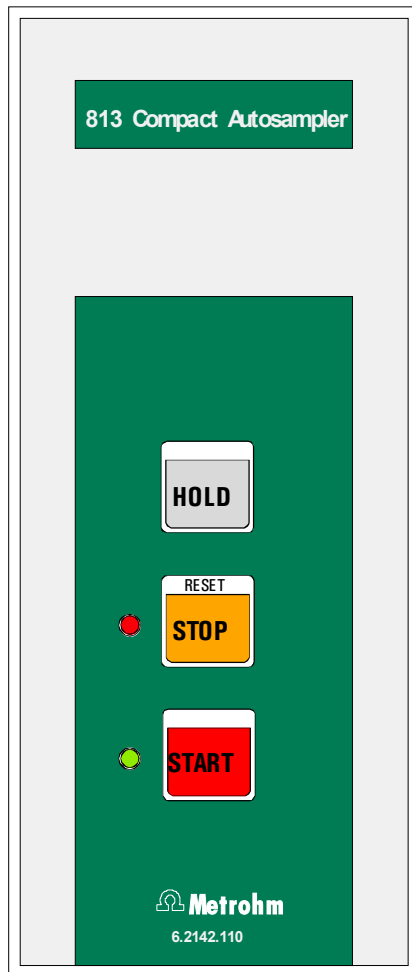 813 Compact Autosampler
HOLD
RESET
STOP
START
Metrohm
6.2142.110